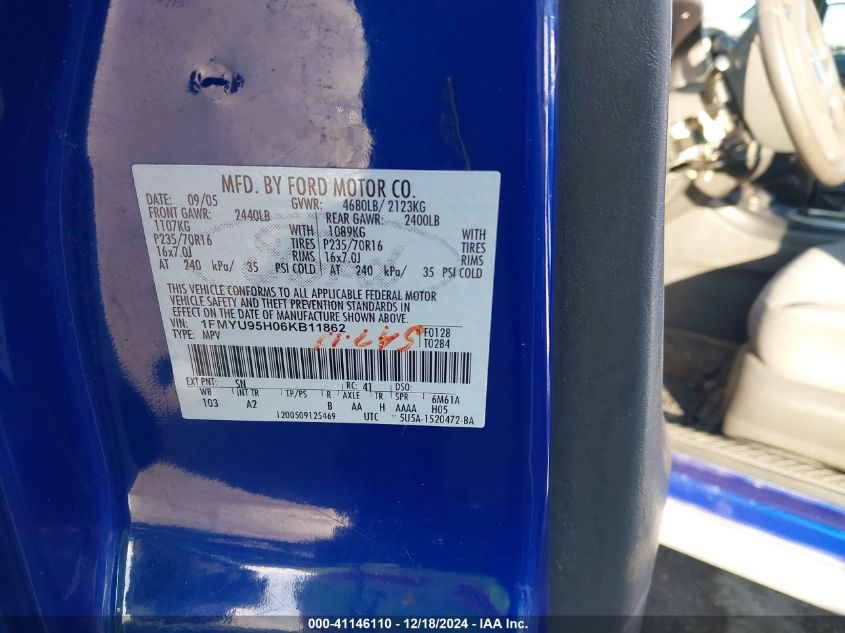 MFD. BY FORD MOTOR CO.
DATE: 09/05 GVWR: 4680LB/ 2123KG
FRONT GAWR: 2440LB REAR GAWR: 2400LB
1107KG WITH 1089KG WITH
P235/70R16 TIRES P235/70R16 TIRES
16x7.0J RIMS 16x7.0J RIMS
AT 240 kPa/ 35 PSI COLD AT 240 kPa/ 35 PSI COLD
THIS VEHICLE CONFORMS TO ALL APPLICABLE FEDERAL MOTOR
VEHICLE SAFETY AND THEFT PREVENTION STANDARDS IN
EFFECT ON THE DATE OF MANUFACTURE SHOWN ABOVE.
VIN: 1FMYU95H06KB11862 F0128
TYPE: MPV T0284
EXT PNT: SN RC: 41 DSO:
WB INT TR TP/PS R AXLE TR SPR 6M61A
103 A2 B AA H AAAA H05
1200509125469 UTC 5U5A-1520472-BA
000-41146110 - 12/18/2024 - IAA Inc.